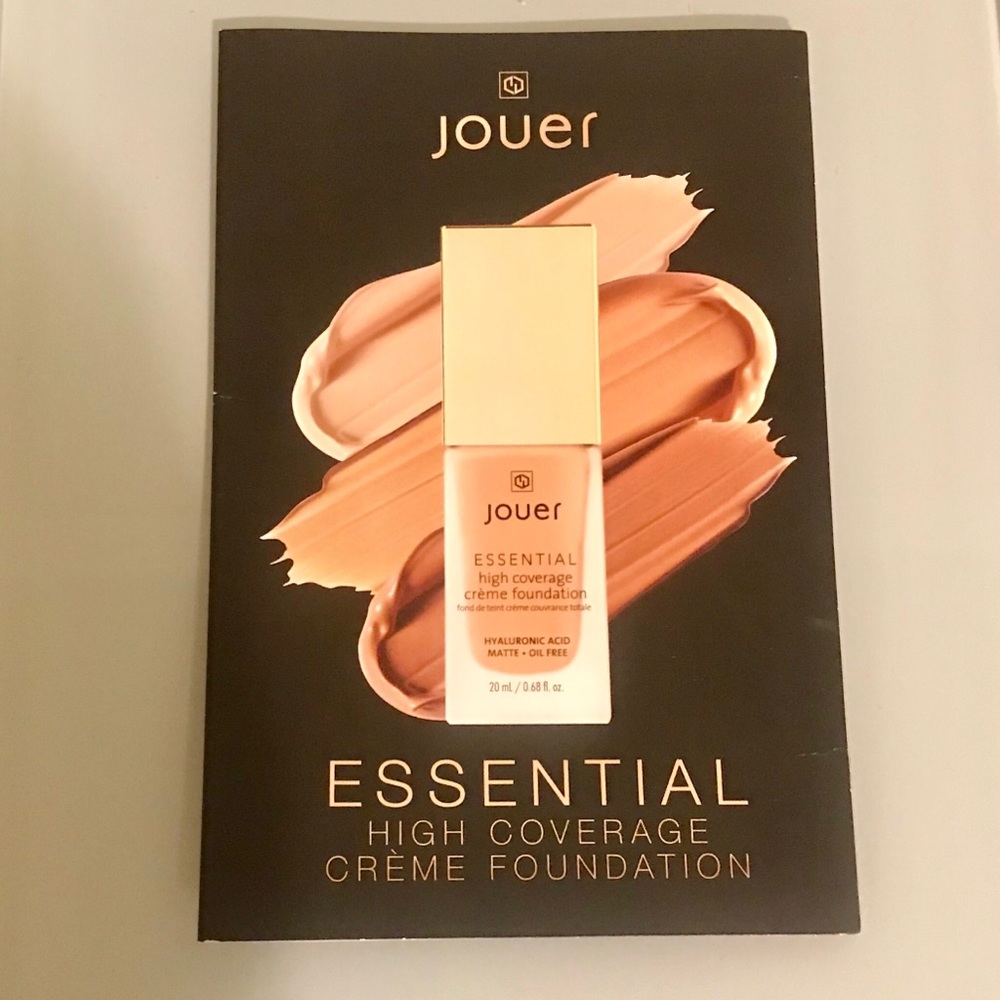 Jouer
Jouer
ESSENTIAL
high coverage
crème foundation
fond de teint crème couvrance totale
HYALURONIC ACID
MATTE • OIL FREE
20 mL / 0.68 fl. oz.
ESSENTIAL
HIGH COVERAGE
CRÈME FOUNDATION